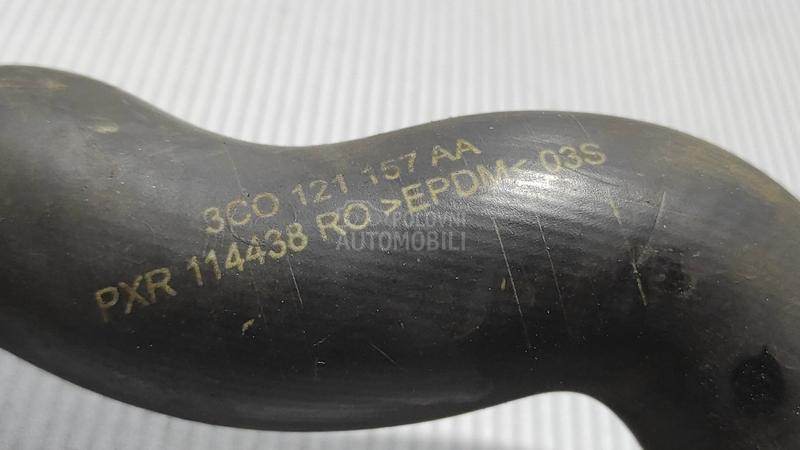 3C0 121 157 AA
PXR 114438 RO >EPDM< 03S
POLOVNI
AUTOMOBILI